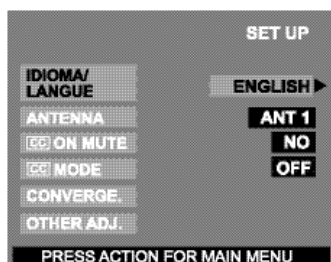 SET UP
IDIOMA/
LANGUE ENGLISH
ANTENNA ANT 1
CC ON MUTE NO
CC MODE OFF
CONVERGE.
OTHER ADJ.
PRESS ACTION FOR MAIN MENU